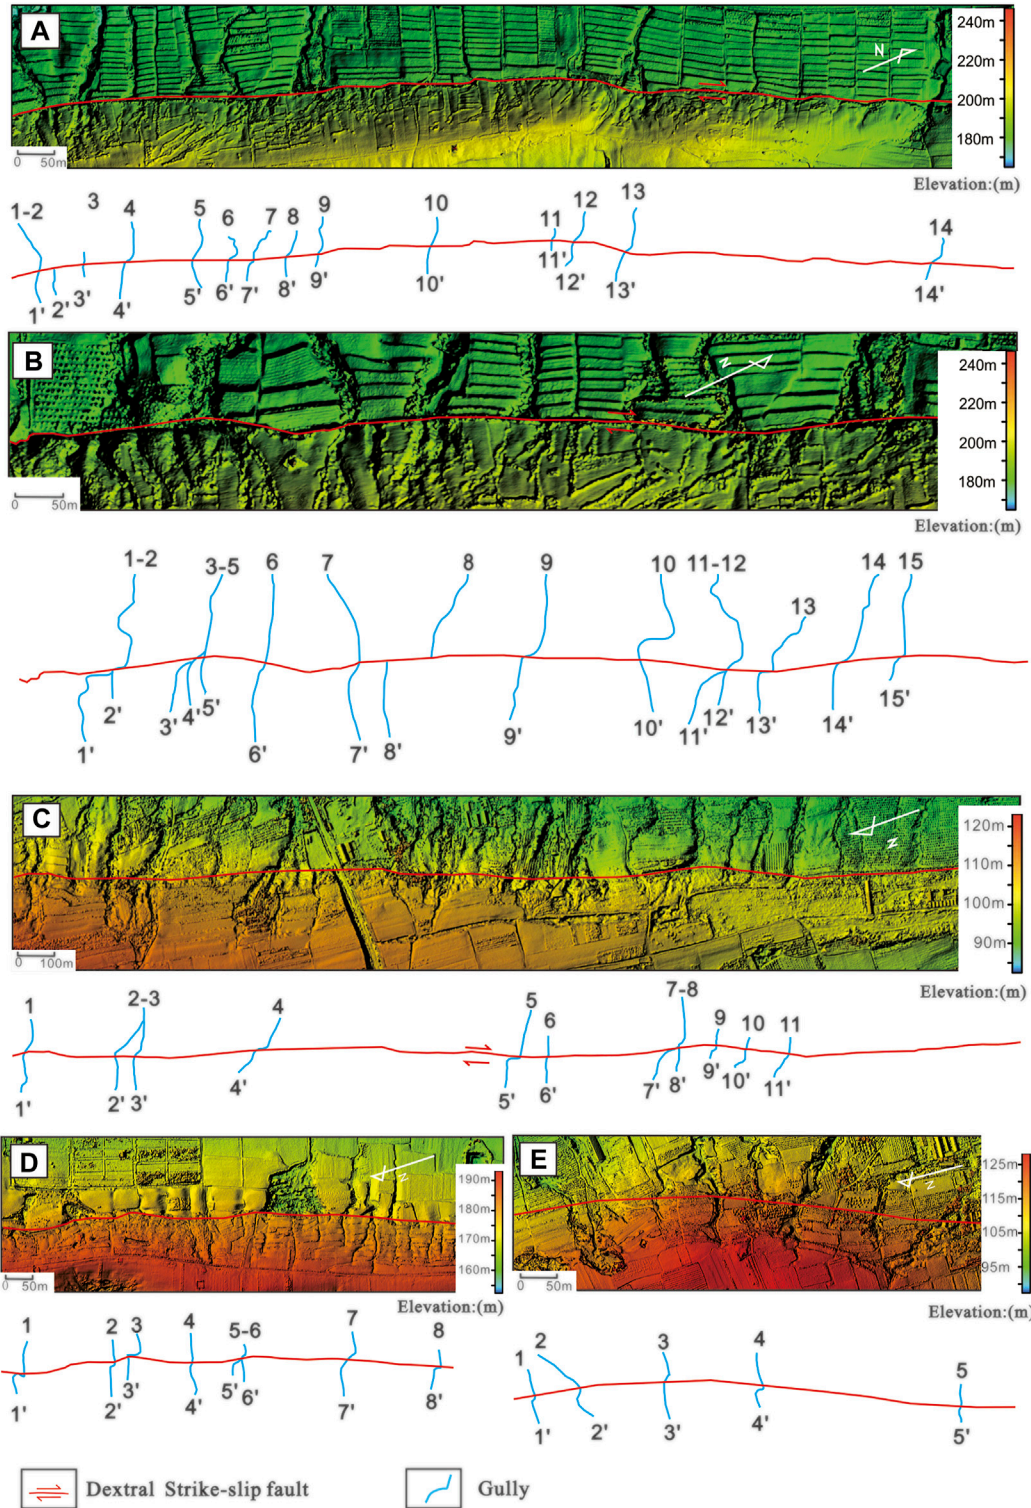 A
240m
220m
200m
180m
N
0 50m
Elevation:(m)
1-2 3 4 5 6 7 8 9 10 11 12 13 14
1' 2' 3' 4' 5' 6' 7' 8' 9' 10' 11' 12' 13' 14'
B
240m
220m
200m
180m
N
0 50m
Elevation:(m)
1-2 3-5 6 7 8 9 10 11-12 13 14 15
1' 2' 3' 4' 5' 6' 7' 8' 9' 10' 11' 12' 13' 14' 15'
C
120m
110m
100m
90m
N
0 100m
Elevation:(m)
1 2-3 4 5 6 7-8 9 10 11
1' 2' 3' 4' 5' 6' 7' 8' 9' 10' 11'
D
190m
180m
170m
160m
N
0 50m
Elevation:(m)
1 2 3 4 5-6 7 8
1' 2' 3' 4' 5' 6' 7' 8'
E
125m
115m
105m
95m
N
0 50m
Elevation:(m)
1 2 3 4 5
1' 2' 3' 4' 5'
Dextral Strike-slip fault
Gully